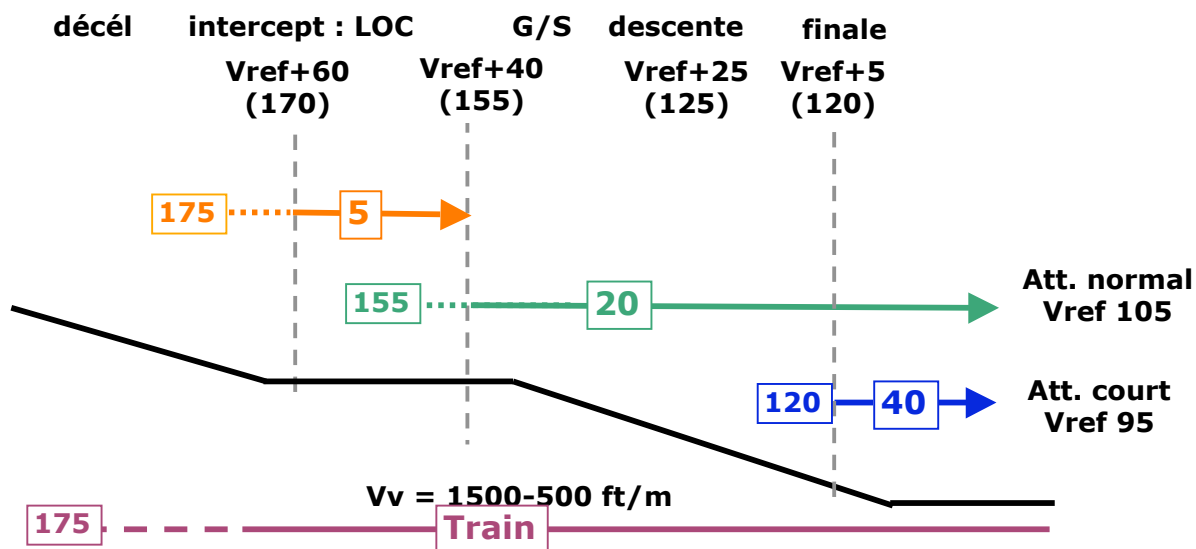 décél intercept : LOC G/S descente finale
Vref+60 Vref+40 Vref+25 Vref+5
(170) (155) (125) (120)
175 5
155 20
Att. normal
Vref 105
120 40
Att. court
Vref 95
Vv = 1500-500 ft/m
175 Train